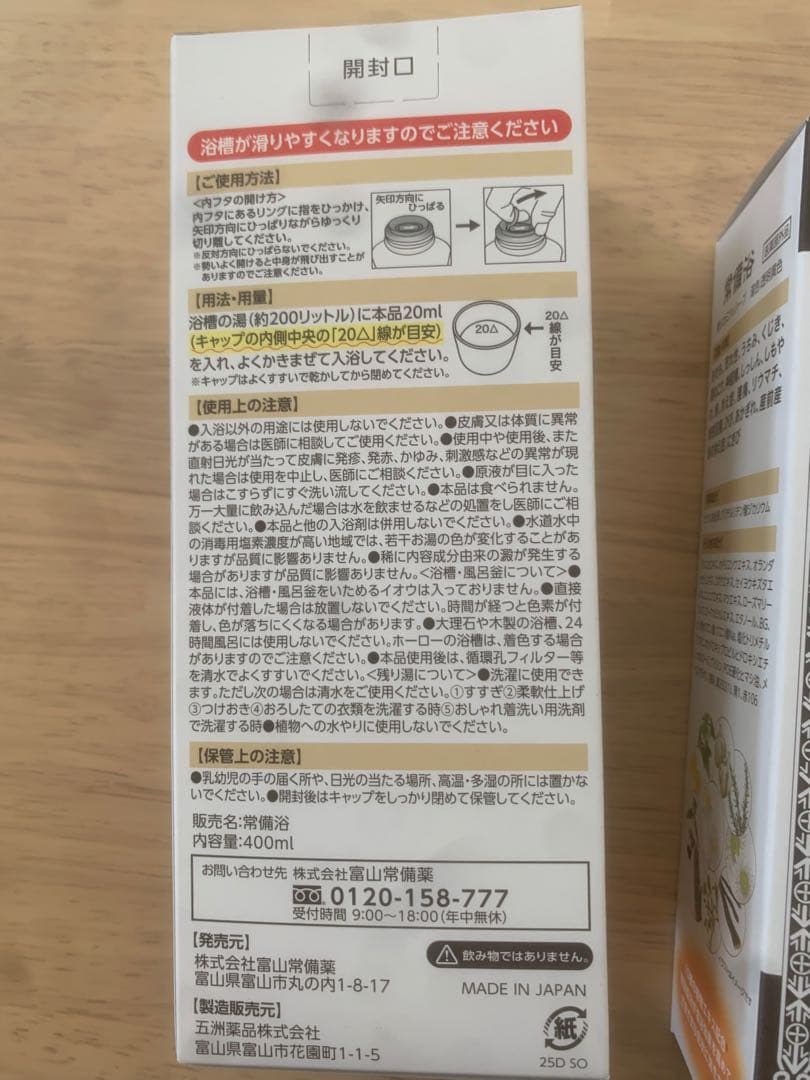 開封口
浴槽が滑りやすくなりますのでご注意ください
【ご使用方法】
<内フタの開け方>
内フタにあるリングに指をひっかけ、
矢印方向にひっぱりながらゆっくり
切り離してください。
※反対方向にひっぱらないでください。
※勢いよく開けると中身が飛び出すことが
ありますのでご注意ください。
矢印方向に
ひっぱる
【用法・用量】
浴槽の湯(約200リットル)に本品20ml
(キャップの内側中央の「20△」線が目安)
を入れ、よくかきまぜて入浴してください。
※キャップはよくすすいで乾かしてから閉めてください。
20△
20△
線が目安
【使用上の注意】
●入浴以外の用途には使用しないでください。●皮膚又は体質に異常
がある場合は医師に相談してご使用ください。●使用中や使用後、また
直射日光が当たって皮膚に発疹、発赤、かゆみ、刺激感などの異常が現
れた場合は使用を中止し、医師にご相談ください。●原液が目に入った
場合はこすらずにすぐ洗い流してください。●本品は食べられません。
万一大量に飲み込んだ場合は水を飲ませるなどの処置をし医師にご相
談ください。●本品と他の入浴剤は併用しないでください。●水道水中
の消毒用塩素濃度が高い地域では、若干お湯の色が変化することがあ
りますが品質に影響ありません。●稀に内容成分由来の澱が発生する
場合がありますが品質に影響ありません。<浴槽・風呂釜について>●
本品には、浴槽・風呂釜をいためるイオウは入っておりません。●直接
液体が付着した場合は放置しないでください。時間が経つと色素が付
着し、色が落ちにくくなる場合があります。●大理石や木製の浴槽、24
時間風呂には使用しないでください。ホーローの浴槽は、着色する場合
がありますのでご注意ください。●本品使用後は、循環孔フィルター等
を清水でよくすすいでください。<残り湯について>●洗濯に使用でき
ます。ただし次の場合は清水をご使用ください。①すすぎ②柔軟仕上げ
③つけおき④おろしたての衣類を洗濯する時⑤おしゃれ着洗い用洗剤
で洗濯する時●植物への水やりに使用しないでください。
【保管上の注意】
●乳幼児の手の届く所や、日光の当たる場所、高温・多湿の所には置かな
いでください。●開封後はキャップをしっかり閉めて保管してください。
販売名:常備浴
内容量:400ml
お問い合わせ先 株式会社富山常備薬
0120-158-777
受付時間 9:00〜18:00(年中無休)
【発売元】
株式会社富山常備薬
富山県富山市丸の内1-8-17
飲み物ではありません。
MADE IN JAPAN
【製造販売元】
五洲薬品株式会社
富山県富山市花園町1-1-5
紙
25D SO
常備浴
医薬部外品